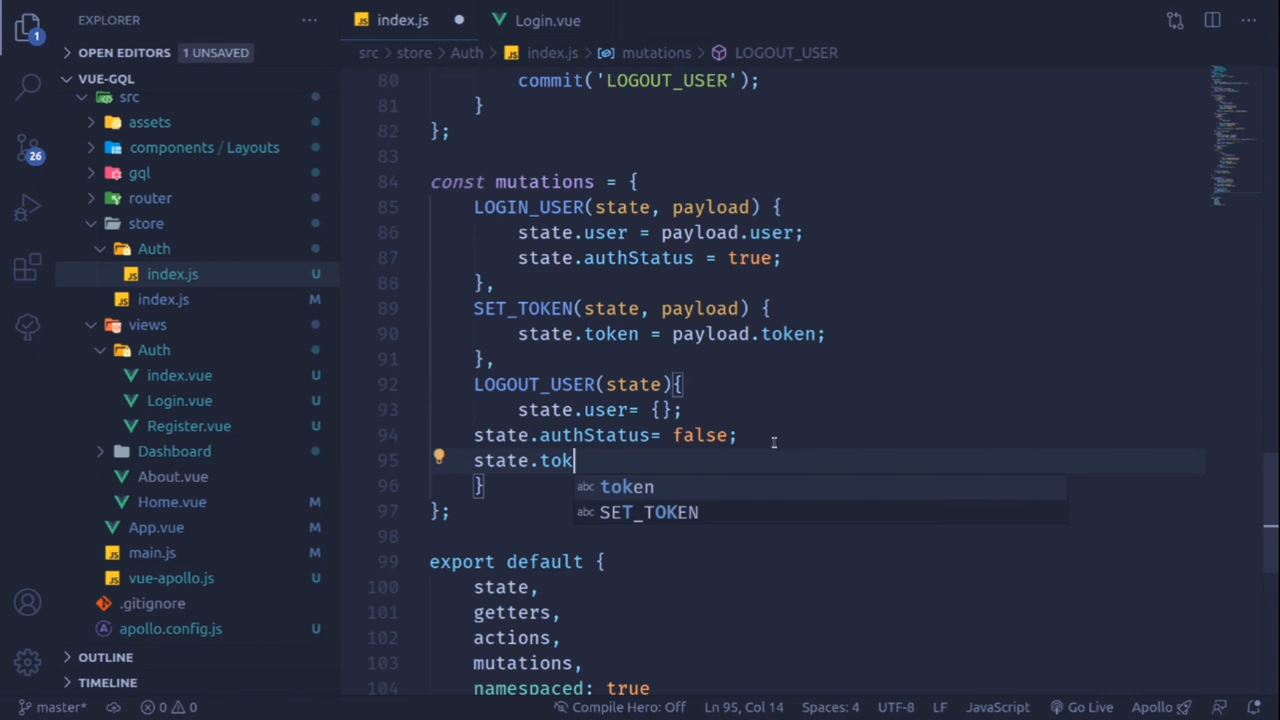 EXPLORER
index.js
Login.vue
OPEN EDITORS 1 UNSAVED
src > store > Auth > index.js > mutations > LOGOUT_USER
VUE-GQL
src
assets
components / Layouts
gql
router
store
Auth
index.js U
index.js M
views
Auth
index.vue U
Login.vue U
Register.vue U
Dashboard
About.vue U
Home.vue M
App.vue M
main.js M
vue-apollo.js U
.gitignore
apollo.config.js U
OUTLINE
TIMELINE
1
26
80 commit('LOGOUT_USER');
81 }
82 };
83
84 const mutations = {
85 LOGIN_USER(state, payload) {
86 state.user = payload.user;
87 state.authStatus = true;
88 },
89 SET_TOKEN(state, payload) {
90 state.token = payload.token;
91 },
92 LOGOUT_USER(state){
93 state.user= {};
94 state.authStatus= false;
95 state.tok
abc token
abc SET_TOKEN
96 }
97 };
98
99 export default {
100 state,
101 getters,
102 actions,
103 mutations,
104 namespaced: true
master* 0 0 Compile Hero: Off Ln 95, Col 14 Spaces: 4 UTF-8 LF JavaScript Go Live Apollo